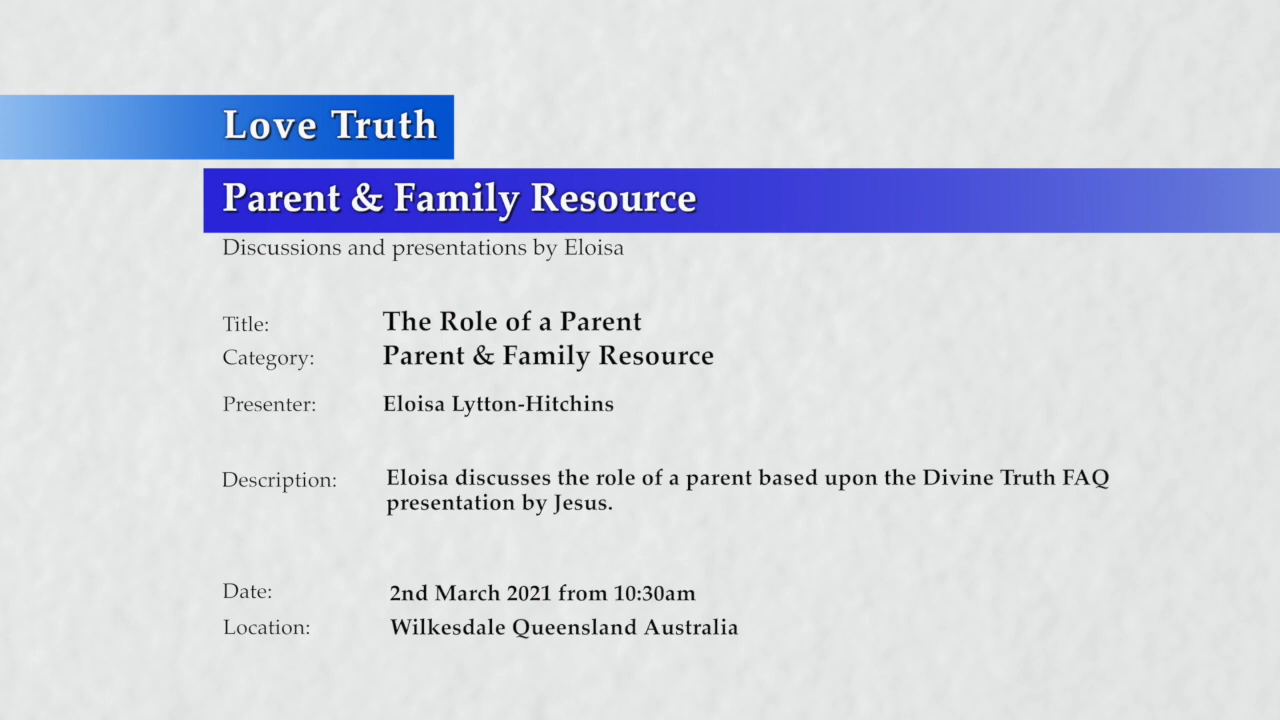 Love Truth
Parent & Family Resource
Discussions and presentations by Eloisa
Title: The Role of a Parent
Category: Parent & Family Resource
Presenter: Eloisa Lytton-Hitchins
Description: Eloisa discusses the role of a parent based upon the Divine Truth FAQ
presentation by Jesus.
Date: 2nd March 2021 from 10:30am
Location: Wilkesdale Queensland Australia